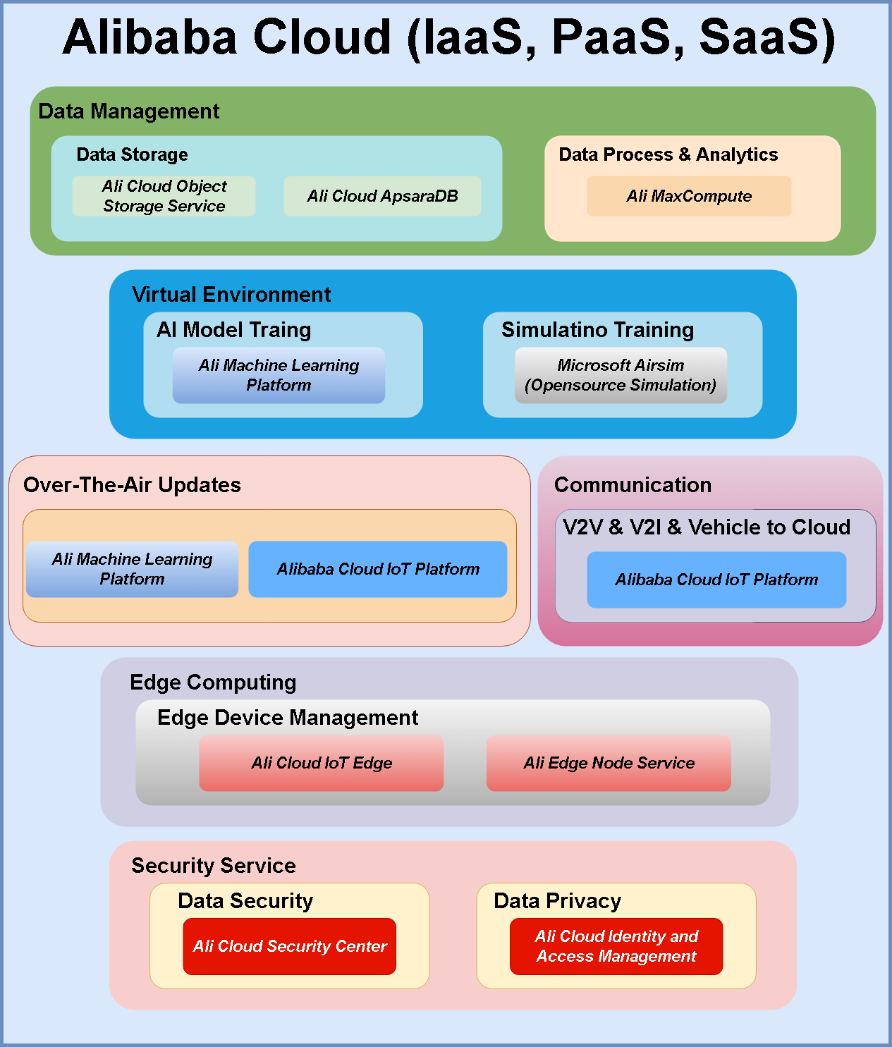 Alibaba Cloud (IaaS, PaaS, SaaS)
Data Management
Data Storage
Ali Cloud Object
Storage Service
Ali Cloud ApsaraDB
Data Process & Analytics
Ali MaxCompute
Virtual Environment
AI Model Traing
Ali Machine Learning
Platform
Simulatino Training
Microsoft Airsim
(Opensource Simulation)
Over-The-Air Updates
Ali Machine Learning
Platform
Alibaba Cloud IoT Platform
Communication
V2V & V2I & Vehicle to Cloud
Alibaba Cloud IoT Platform
Edge Computing
Edge Device Management
Ali Cloud IoT Edge
Ali Edge Node Service
Security Service
Data Security
Ali Cloud Security Center
Data Privacy
Ali Cloud Identity and
Access Management